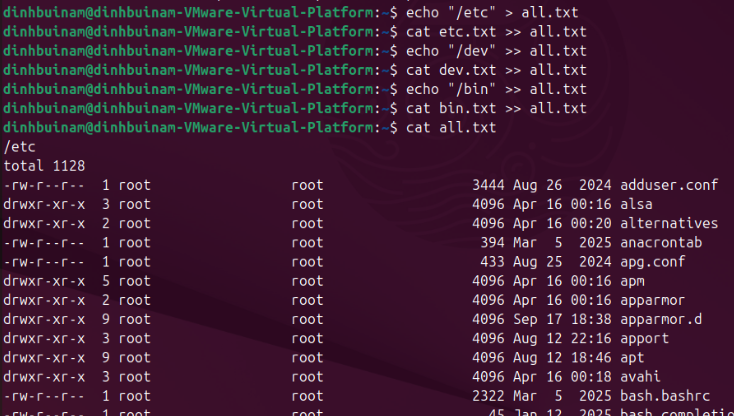 dinhbuinam@dinhbuinam-VMware-Virtual-Platform:~$ echo "/etc" > all.txt
dinhbuinam@dinhbuinam-VMware-Virtual-Platform:~$ cat etc.txt >> all.txt
dinhbuinam@dinhbuinam-VMware-Virtual-Platform:~$ echo "/dev" >> all.txt
dinhbuinam@dinhbuinam-VMware-Virtual-Platform:~$ cat dev.txt >> all.txt
dinhbuinam@dinhbuinam-VMware-Virtual-Platform:~$ echo "/bin" >> all.txt
dinhbuinam@dinhbuinam-VMware-Virtual-Platform:~$ cat bin.txt >> all.txt
dinhbuinam@dinhbuinam-VMware-Virtual-Platform:~$ cat all.txt
/etc
total 1128
-rw-r--r-- 1 root root 3444 Aug 26 2024 adduser.conf
drwxr-xr-x 3 root root 4096 Apr 16 00:16 alsa
drwxr-xr-x 2 root root 4096 Apr 16 00:20 alternatives
-rw-r--r-- 1 root root 394 Mar 5 2025 anacrontab
-rw-r--r-- 1 root root 433 Aug 25 2024 apg.conf
drwxr-xr-x 5 root root 4096 Apr 16 00:16 apm
drwxr-xr-x 2 root root 4096 Apr 16 00:16 apparmor
drwxr-xr-x 9 root root 4096 Sep 17 18:38 apparmor.d
drwxr-xr-x 3 root root 4096 Aug 12 22:16 apport
drwxr-xr-x 9 root root 4096 Aug 12 18:46 apt
drwxr-xr-x 3 root root 4096 Apr 16 00:18 avahi
-rw-r--r-- 1 root root 2322 Mar 5 2025 bash.bashrc
-rw-r--r-- 1 root root 45 Jan 12 2025